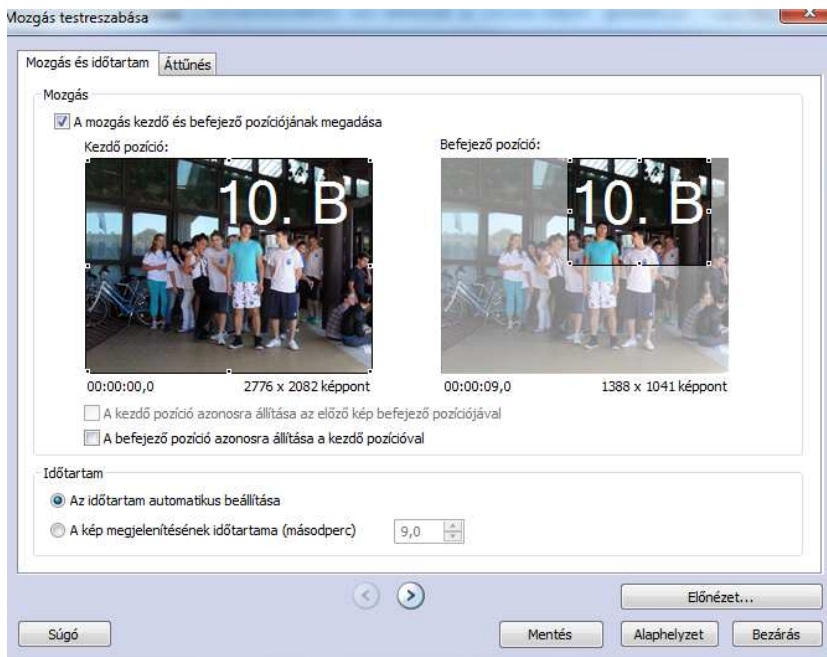 Mozgás testreszabása
Mozgás és időtartam Áttűnés
Mozgás
A mozgás kezdő és befejező pozíciójának megadása
Kezdő pozíció: Befejező pozíció:
10. B 10. B
00:00:00,0 2776 x 2082 képpont 00:00:09,0 1388 x 1041 képpont
A kezdő pozíció azonosra állítása az előző kép befejező pozíciójával
A befejező pozíció azonosra állítása a kezdő pozícióval
Időtartam
Az időtartam automatikus beállítása
A kép megjelenítésének időtartama (másodperc) 9,0
Előnézet...
Súgó Mentés Alaphelyzet Bezárás